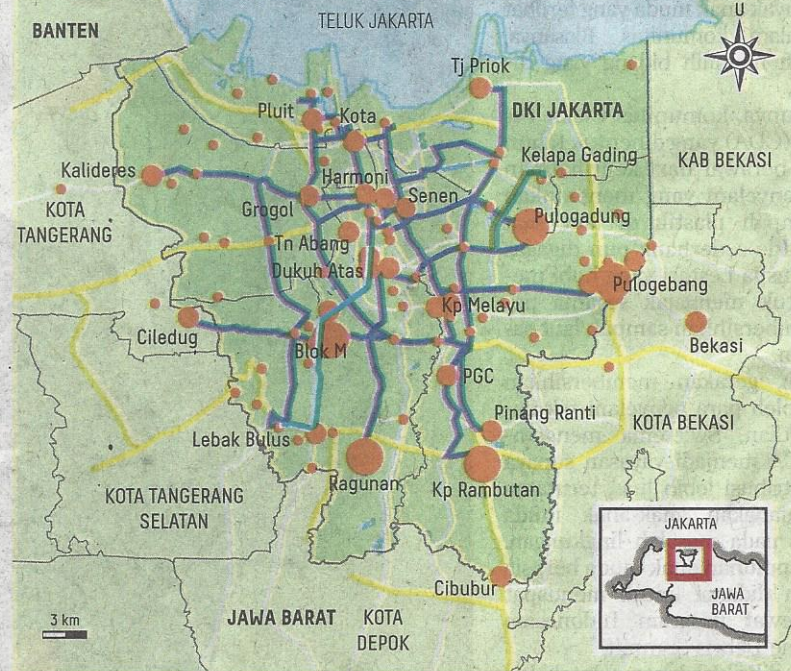 BANTEN
TELUK JAKARTA
U
Tj Priok
DKI JAKARTA
Pluit
Kota
Kelapa Gading
KAB BEKASI
Kalideres
Harmoni
Senen
KOTA
TANGERANG
Grogol
Pulogadung
Tn Abang
Dukuh Atas
Pulogebang
Kp Melayu
Ciledug
Blok M
Bekasi
PGC
Pinang Ranti
KOTA BEKASI
Lebak Bulus
Ragunan
Kp Rambutan
KOTA TANGERANG
SELATAN
JAKARTA
Cibubur
JAWA
BARAT
JAWA BARAT
KOTA
DEPOK
3 km